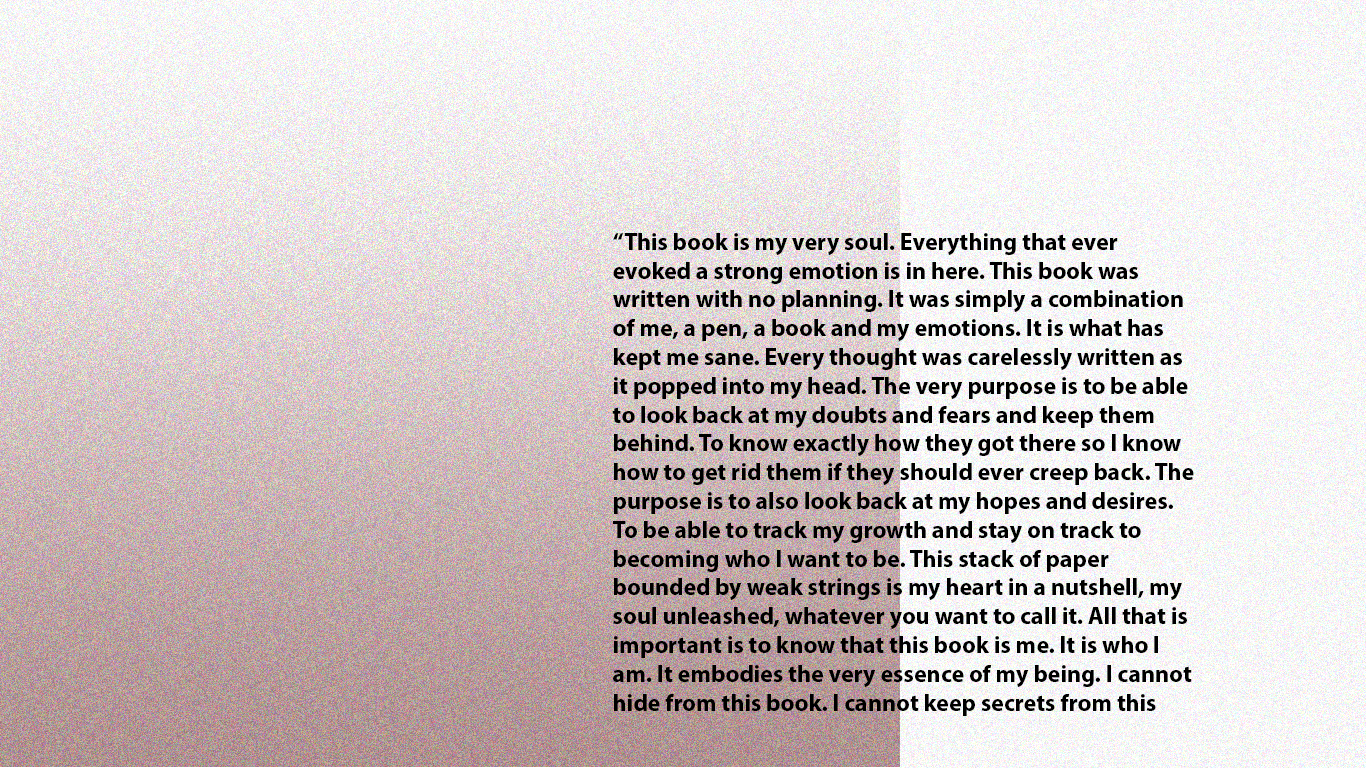 “This book is my very soul. Everything that ever
evoked a strong emotion is in here. This book was
written with no planning. It was simply a combination
of me, a pen, a book and my emotions. It is what has
kept me sane. Every thought was carelessly written as
it popped into my head. The very purpose is to be able
to look back at my doubts and fears and keep them
behind. To know exactly how they got there so I know
how to get rid them if they should ever creep back. The
purpose is to also look back at my hopes and desires.
To be able to track my growth and stay on track to
becoming who I want to be. This stack of paper
bounded by weak strings is my heart in a nutshell, my
soul unleashed, whatever you want to call it. All that is
important is to know that this book is me. It is who I
am. It embodies the very essence of my being. I cannot
hide from this book. I cannot keep secrets from this